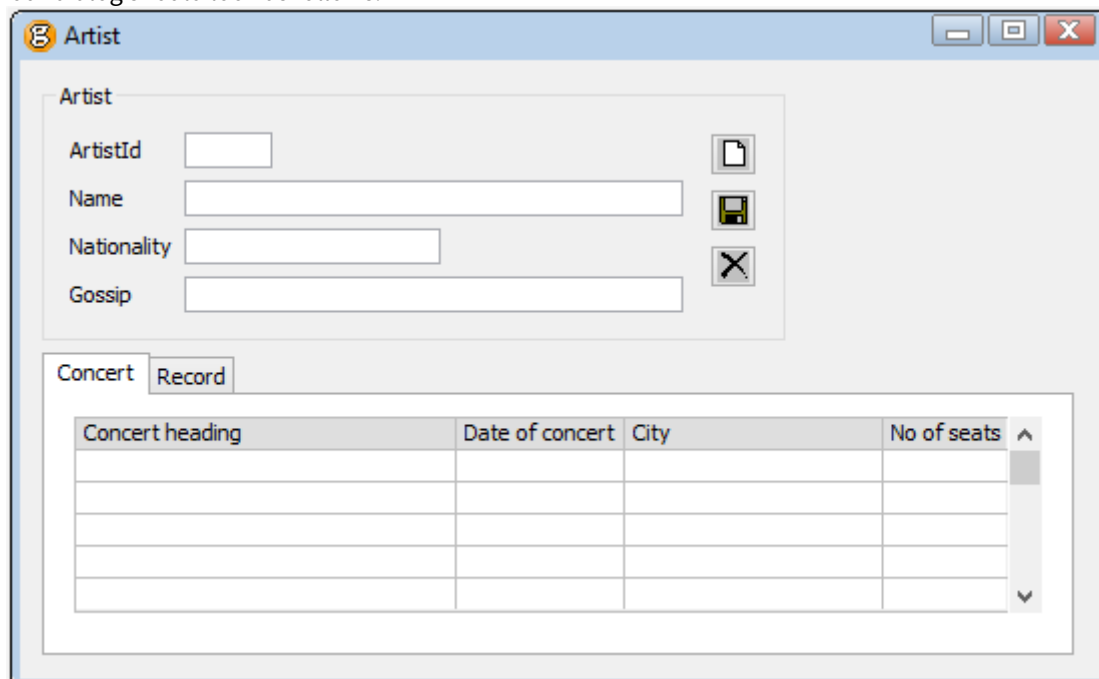 Artist
Artist
ArtistId
Name
Nationality
Gossip
Concert Record
Concert heading Date of concert City No of seats